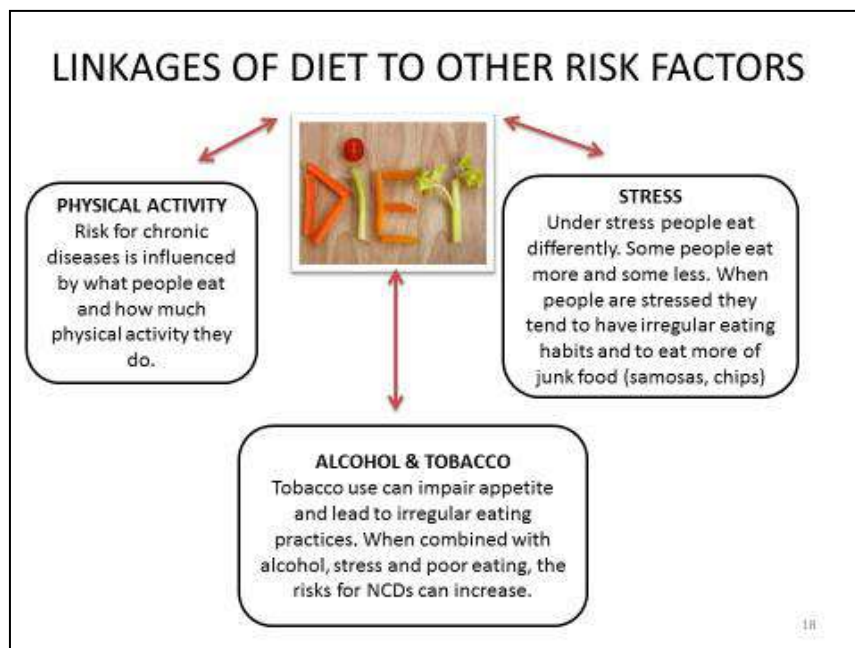 LINKAGES OF DIET TO OTHER RISK FACTORS
DiET
PHYSICAL ACTIVITY
Risk for chronic
diseases is influenced
by what people eat
and how much
physical activity they
do.
STRESS
Under stress people eat
differently. Some people eat
more and some less. When
people are stressed they
tend to have irregular eating
habits and to eat more of
junk food (samosas, chips)
ALCOHOL & TOBACCO
Tobacco use can impair appetite
and lead to irregular eating
practices. When combined with
alcohol, stress and poor eating, the
risks for NCDs can increase.
18